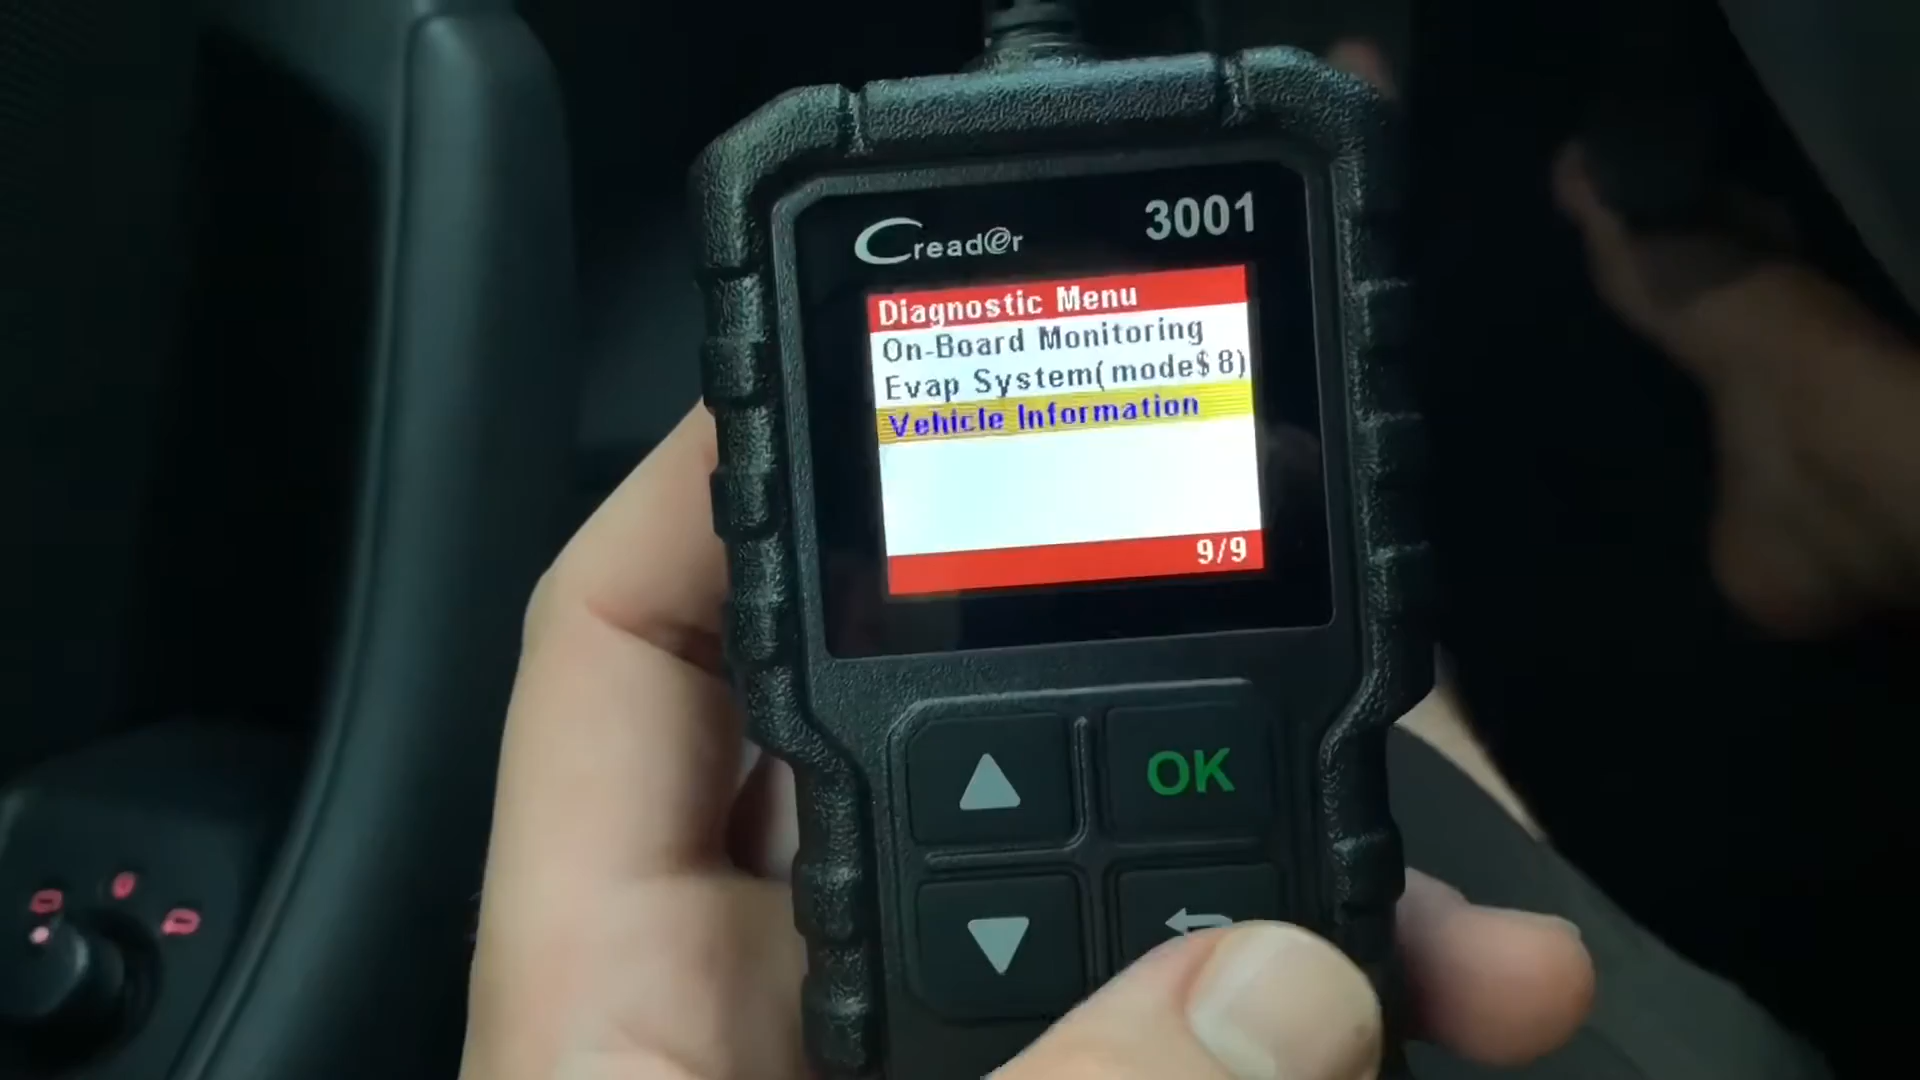 Creader
3001
Diagnostic Menu
On-Board Monitoring
Evap System(mode$8)
Vehicle Information
9/9
OK